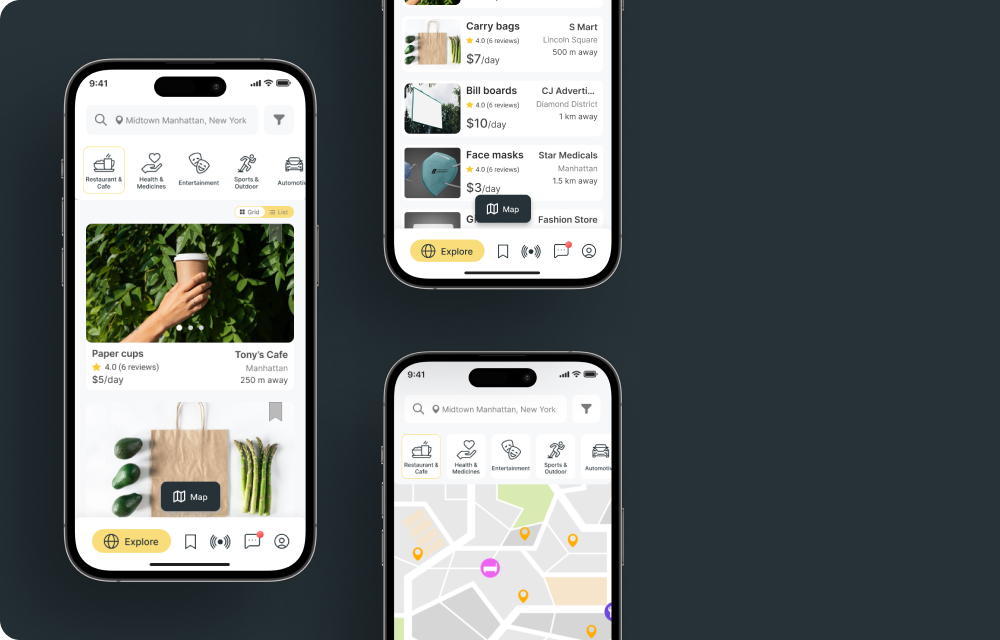 9:41
Midtown Manhattan, New York
Restaurant &
Cafe
Health &
Medicines
Entertainment
Sports &
Outdoor
Automotiv
Grid
List
Paper cups
Tony's Cafe
4.0 (6 reviews)
Manhattan
$5/day
250 m away
Map
Explore
Carry bags
S Mart
4.0 (6 reviews)
Lincoln Square
$7/day
500 m away
Bill boards
CJ Adverti...
4.0 (6 reviews)
Diamond District
$10/day
1 km away
Face masks
Star Medicals
4.0 (6 reviews)
Manhattan
$3/day
1.5 km away
G
Fashion Store
Map
Explore
9:41
Midtown Manhattan, New York
Restaurant &
Cafe
Health &
Medicines
Entertainment
Sports &
Outdoor
Automotiv